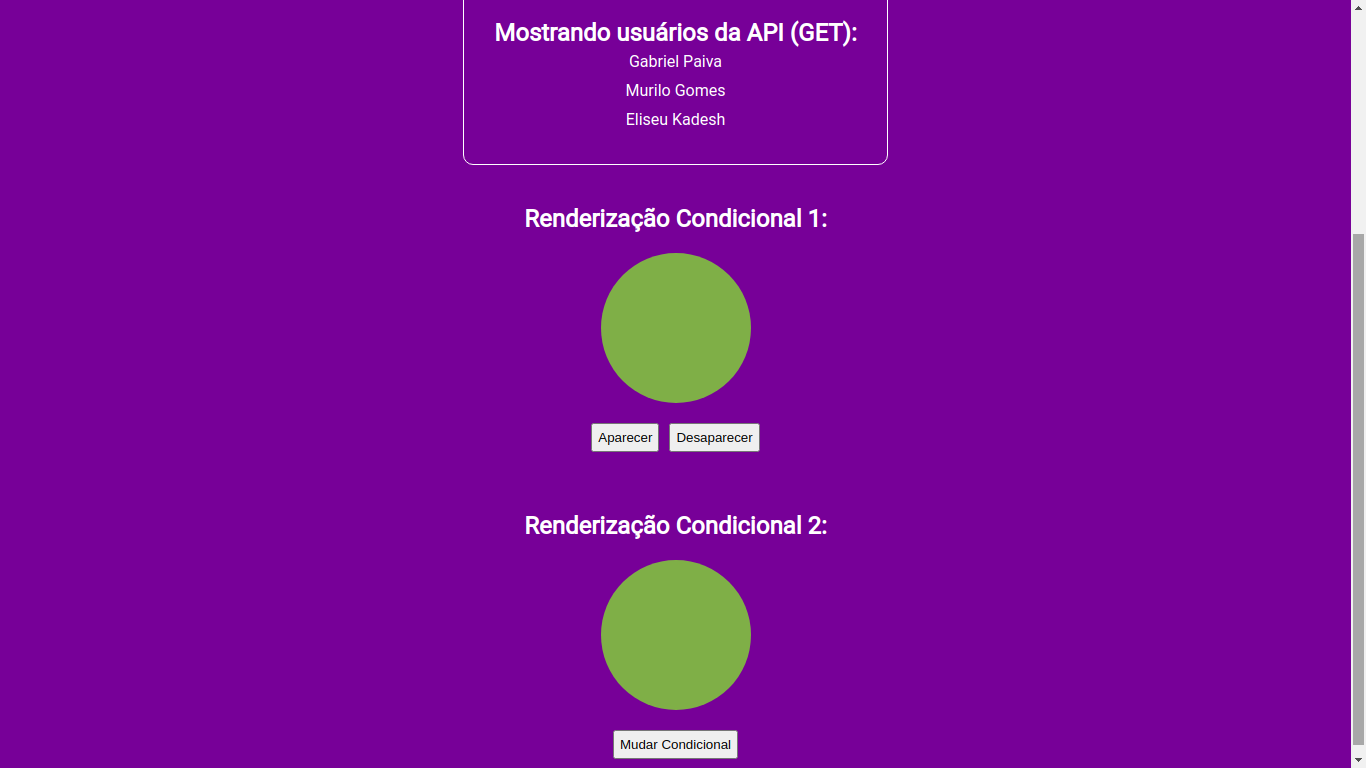 Mostrando usuários da API (GET):
Gabriel Paiva
Murilo Gomes
Eliseu Kadesh
Renderização Condicional 1:
Aparecer Desaparecer
Renderização Condicional 2:
Mudar Condicional